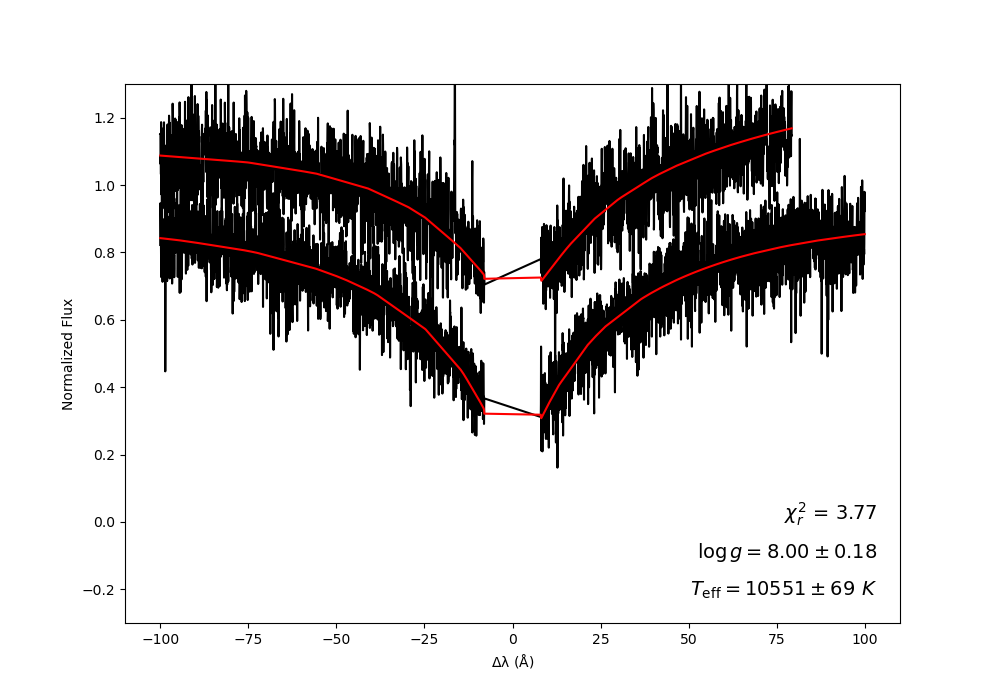 1.2
1.0
0.8
0.6
0.4
0.2
0.0
−0.2
Normalized Flux
χ²ᵣ = 3.77
log g = 8.00 ± 0.18
T_eff = 10551 ± 69 K
−100 −75 −50 −25 0 25 50 75 100
Δλ (Å)